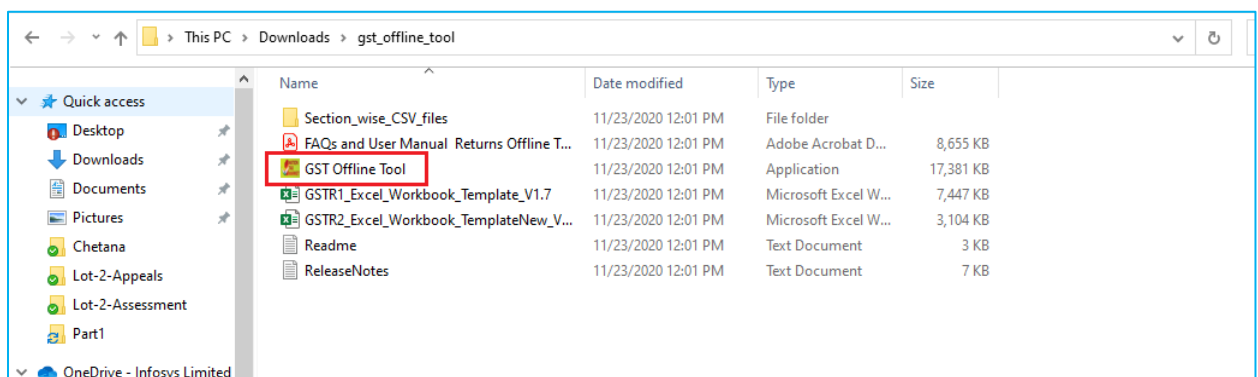 This PC > Downloads > gst_offline_tool
Name Date modified Type Size
Quick access
Desktop
Downloads
Documents
Pictures
Chetana
Lot-2-Appeals
Lot-2-Assessment
Part1
OneDrive - Infosys Limited
Section_wise_CSV_files 11/23/2020 12:01 PM File folder
FAQs and User Manual Returns Offline T... 11/23/2020 12:01 PM Adobe Acrobat D... 8,655 KB
GST Offline Tool 11/23/2020 12:01 PM Application 17,381 KB
GSTR1_Excel_Workbook_Template_V1.7 11/23/2020 12:01 PM Microsoft Excel W... 7,447 KB
GSTR2_Excel_Workbook_TemplateNew_V... 11/23/2020 12:01 PM Microsoft Excel W... 3,104 KB
Readme 11/23/2020 12:01 PM Text Document 3 KB
ReleaseNotes 11/23/2020 12:01 PM Text Document 7 KB